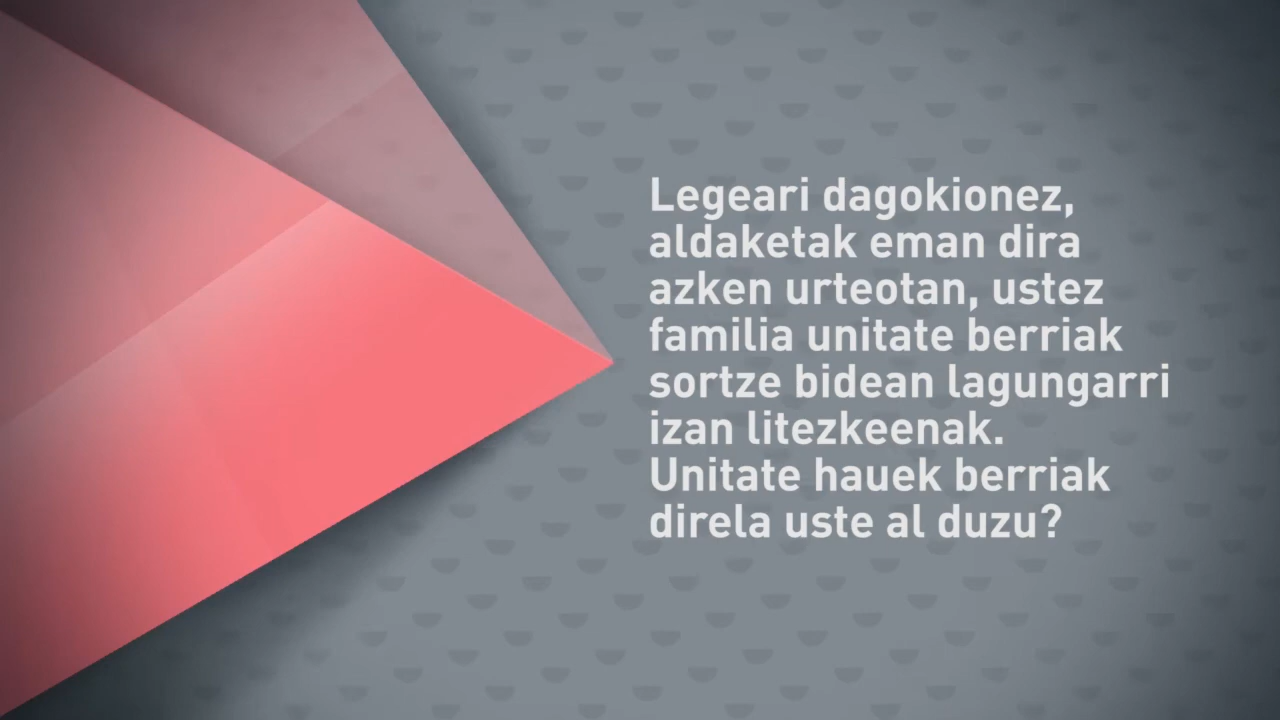 Legeari dagokionez,
aldaketak eman dira
azken urteotan, ustez
familia unitate berriak
sortze bidean lagungarri
izan litezkeenak.
Unitate hauek berriak
direla uste al duzu?